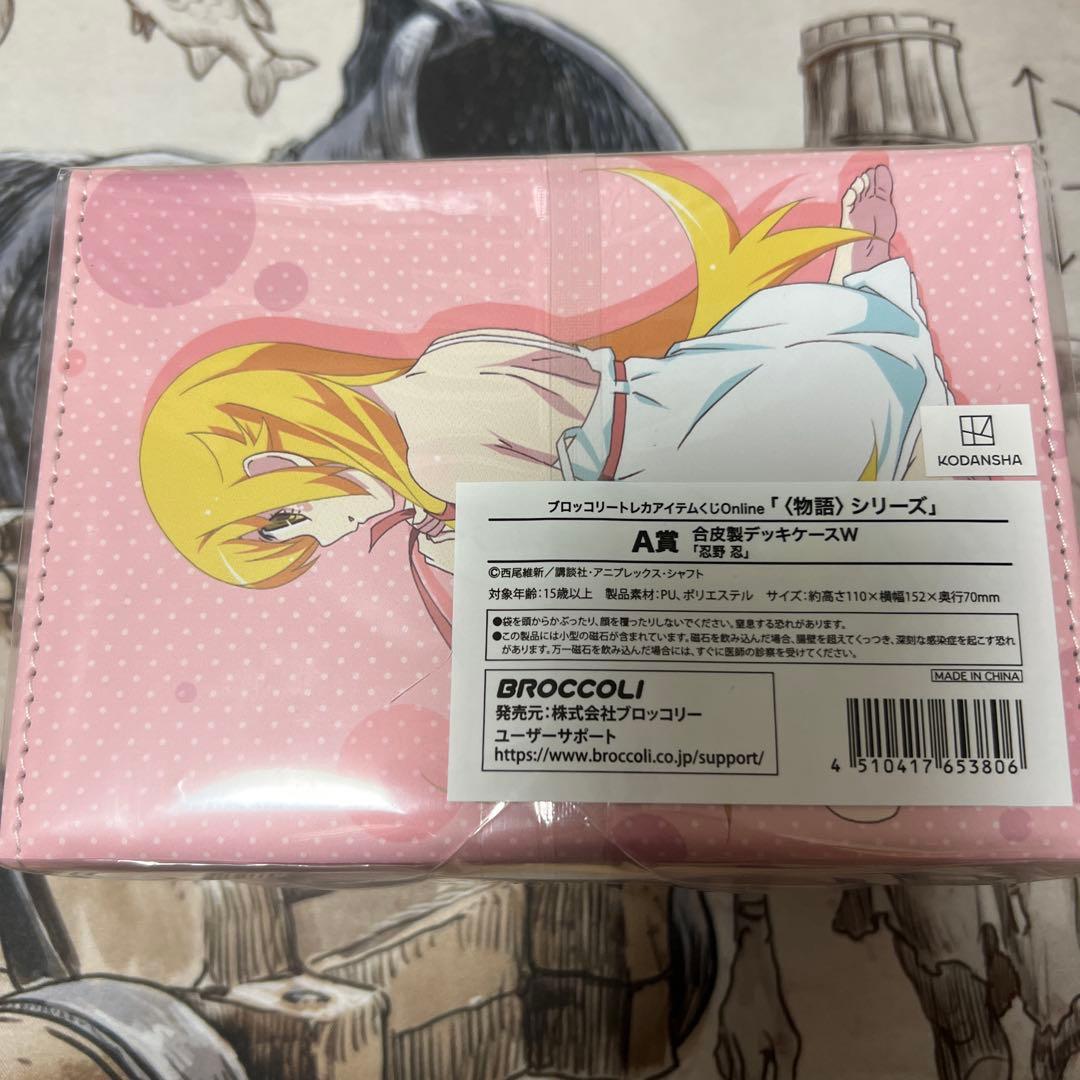 KODANSHA
ブロッコリートレカアイテムくじOnline「〈物語〉シリーズ」
A賞 合皮製デッキケースW
「忍野 忍」
©西尾維新／講談社・アニプレックス・シャフト
対象年齢：15歳以上 製品素材：PU、ポリエステル サイズ：約高さ110×横幅152×奥行70mm
●袋を頭からかぶったり、顔を覆ったりしないでください。窒息する恐れがあります。
●この製品には小型の磁石が含まれています。磁石を飲み込んだ場合、腸壁を超えてくっつき、深刻な感染症を起こす恐れ
があります。万一磁石を飲み込んだ場合には、すぐに医師の診察を受けてください。
MADE IN CHINA
BROCCOLI
発売元：株式会社ブロッコリー
ユーザーサポート
https://www.broccoli.co.jp/support/
4 510417 653806